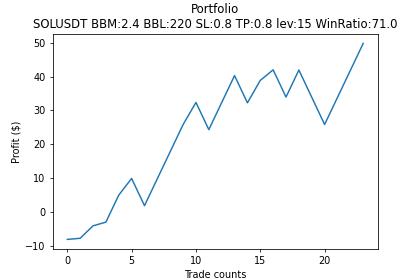 Portfolio
SOLUSDT BBM:2.4 BBL:220 SL:0.8 TP:0.8 lev:15 WinRatio:71.0
50
40
30
20
10
0
−10
Profit ($)
0 5 10 15 20
Trade counts